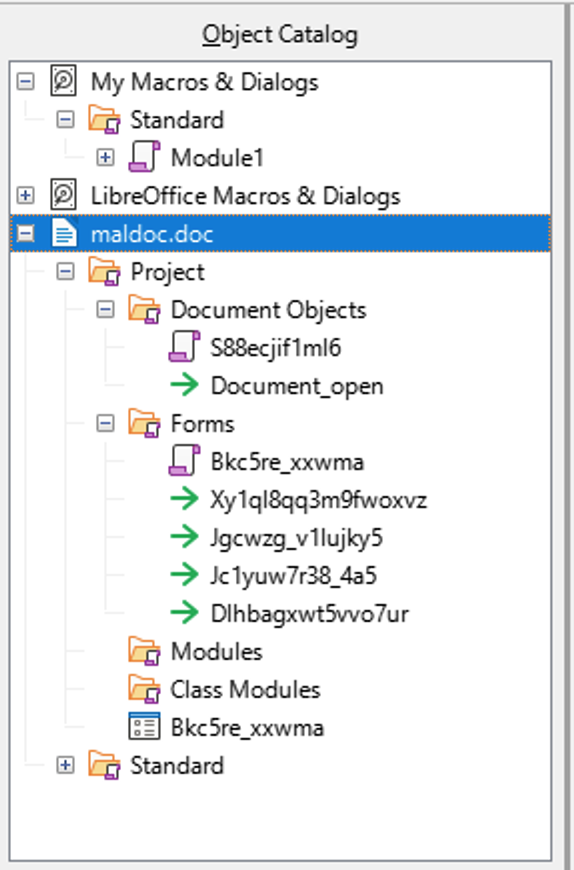 Object Catalog
My Macros & Dialogs
Standard
Module1
LibreOffice Macros & Dialogs
maldoc.doc
Project
Document Objects
S88ecjif1ml6
Document_open
Forms
Bkc5re_xxwma
Xy1ql8qq3m9fwoxvz
Jgcwzg_v1lujky5
Jc1yuw7r38_4a5
Dlhbagxwt5vvo7ur
Modules
Class Modules
Bkc5re_xxwma
Standard